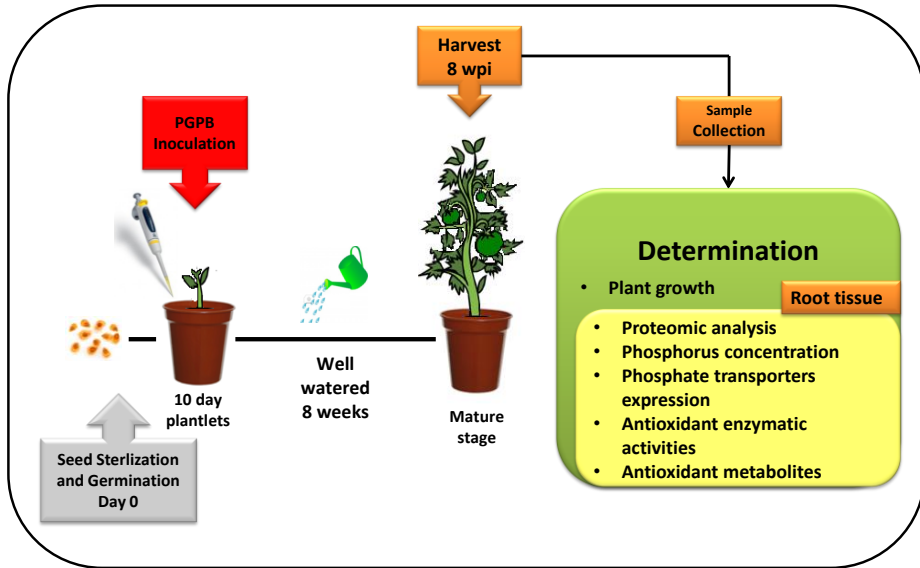 Harvest
8 wpi
PGPB
Inoculation
Sample
Collection
Determination
• Plant growth
Root tissue
• Proteomic analysis
• Phosphorus concentration
• Phosphate transporters
expression
• Antioxidant enzymatic
activities
• Antioxidant metabolites
Well
watered
8 weeks
10 day
plantlets
Mature
stage
Seed Sterlization
and Germination
Day 0